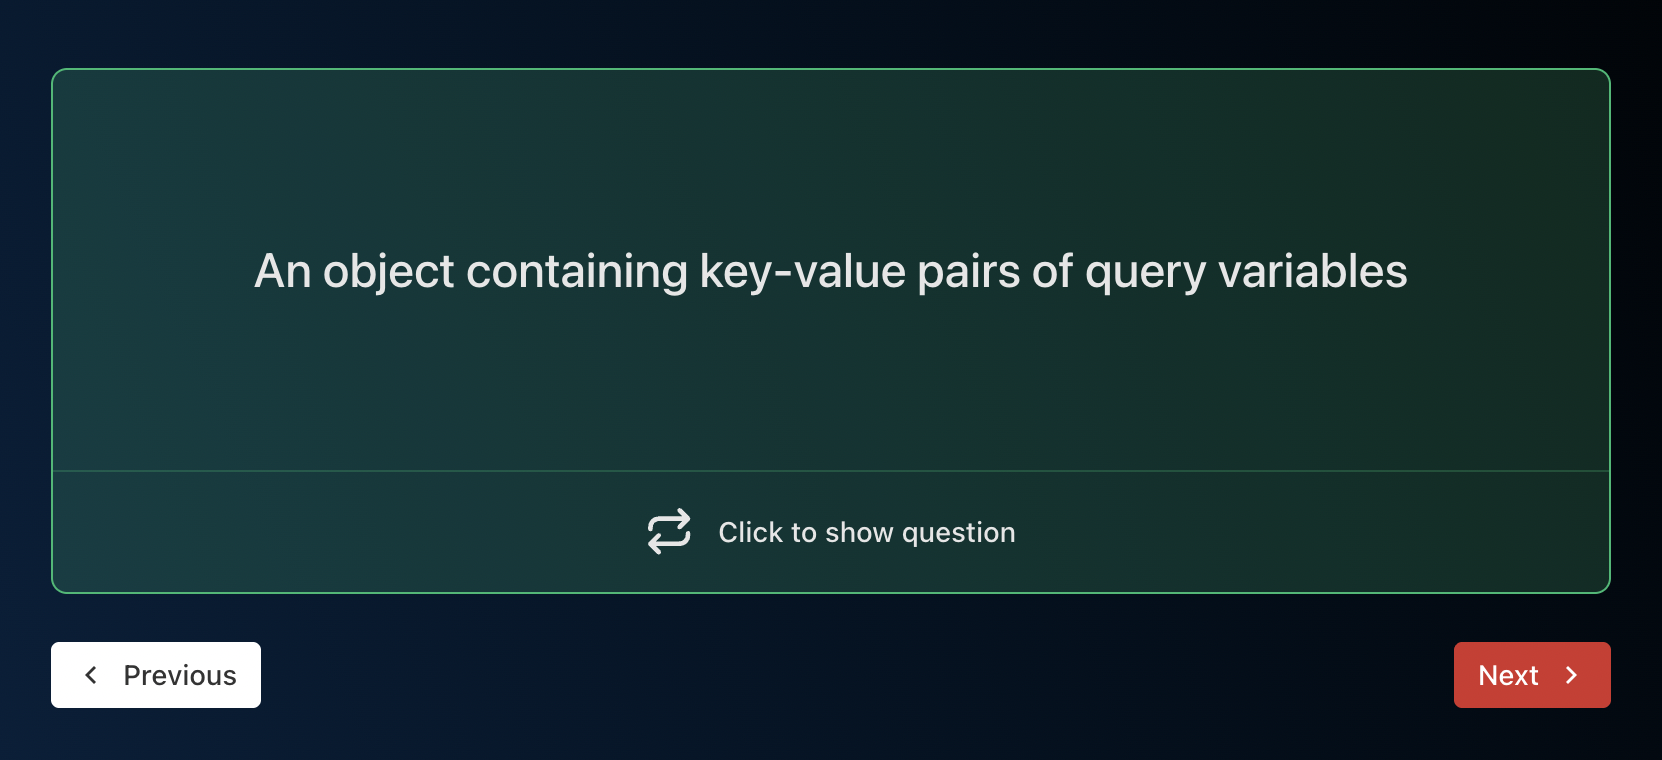 An object containing key-value pairs of query variables
Click to show question
Previous
Next